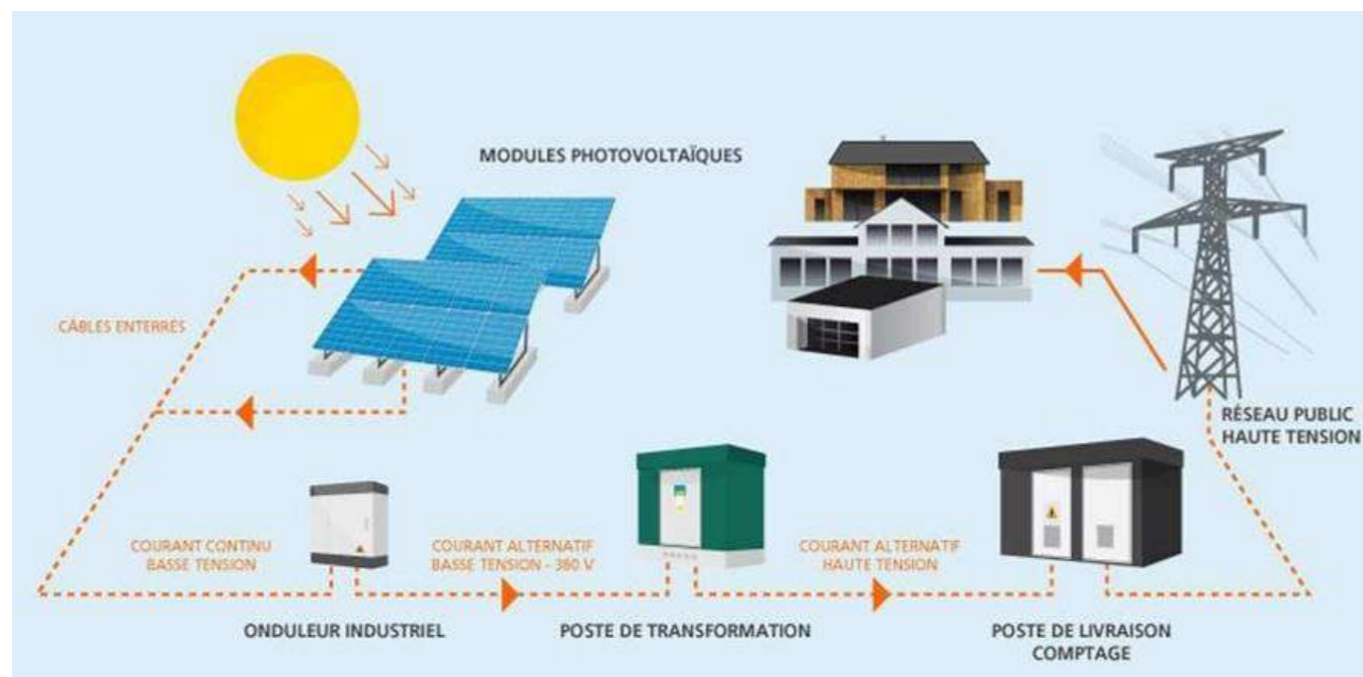 MODULES PHOTOVOLTAÏQUES
CÂBLES ENTERRÉS
RÉSEAU PUBLIC
HAUTE TENSION
COURANT CONTINU
BASSE TENSION
COURANT ALTERNATIF
BASSE TENSION - 380 V
COURANT ALTERNATIF
HAUTE TENSION
ONDULEUR INDUSTRIEL
POSTE DE TRANSFORMATION
POSTE DE LIVRAISON
COMPTAGE